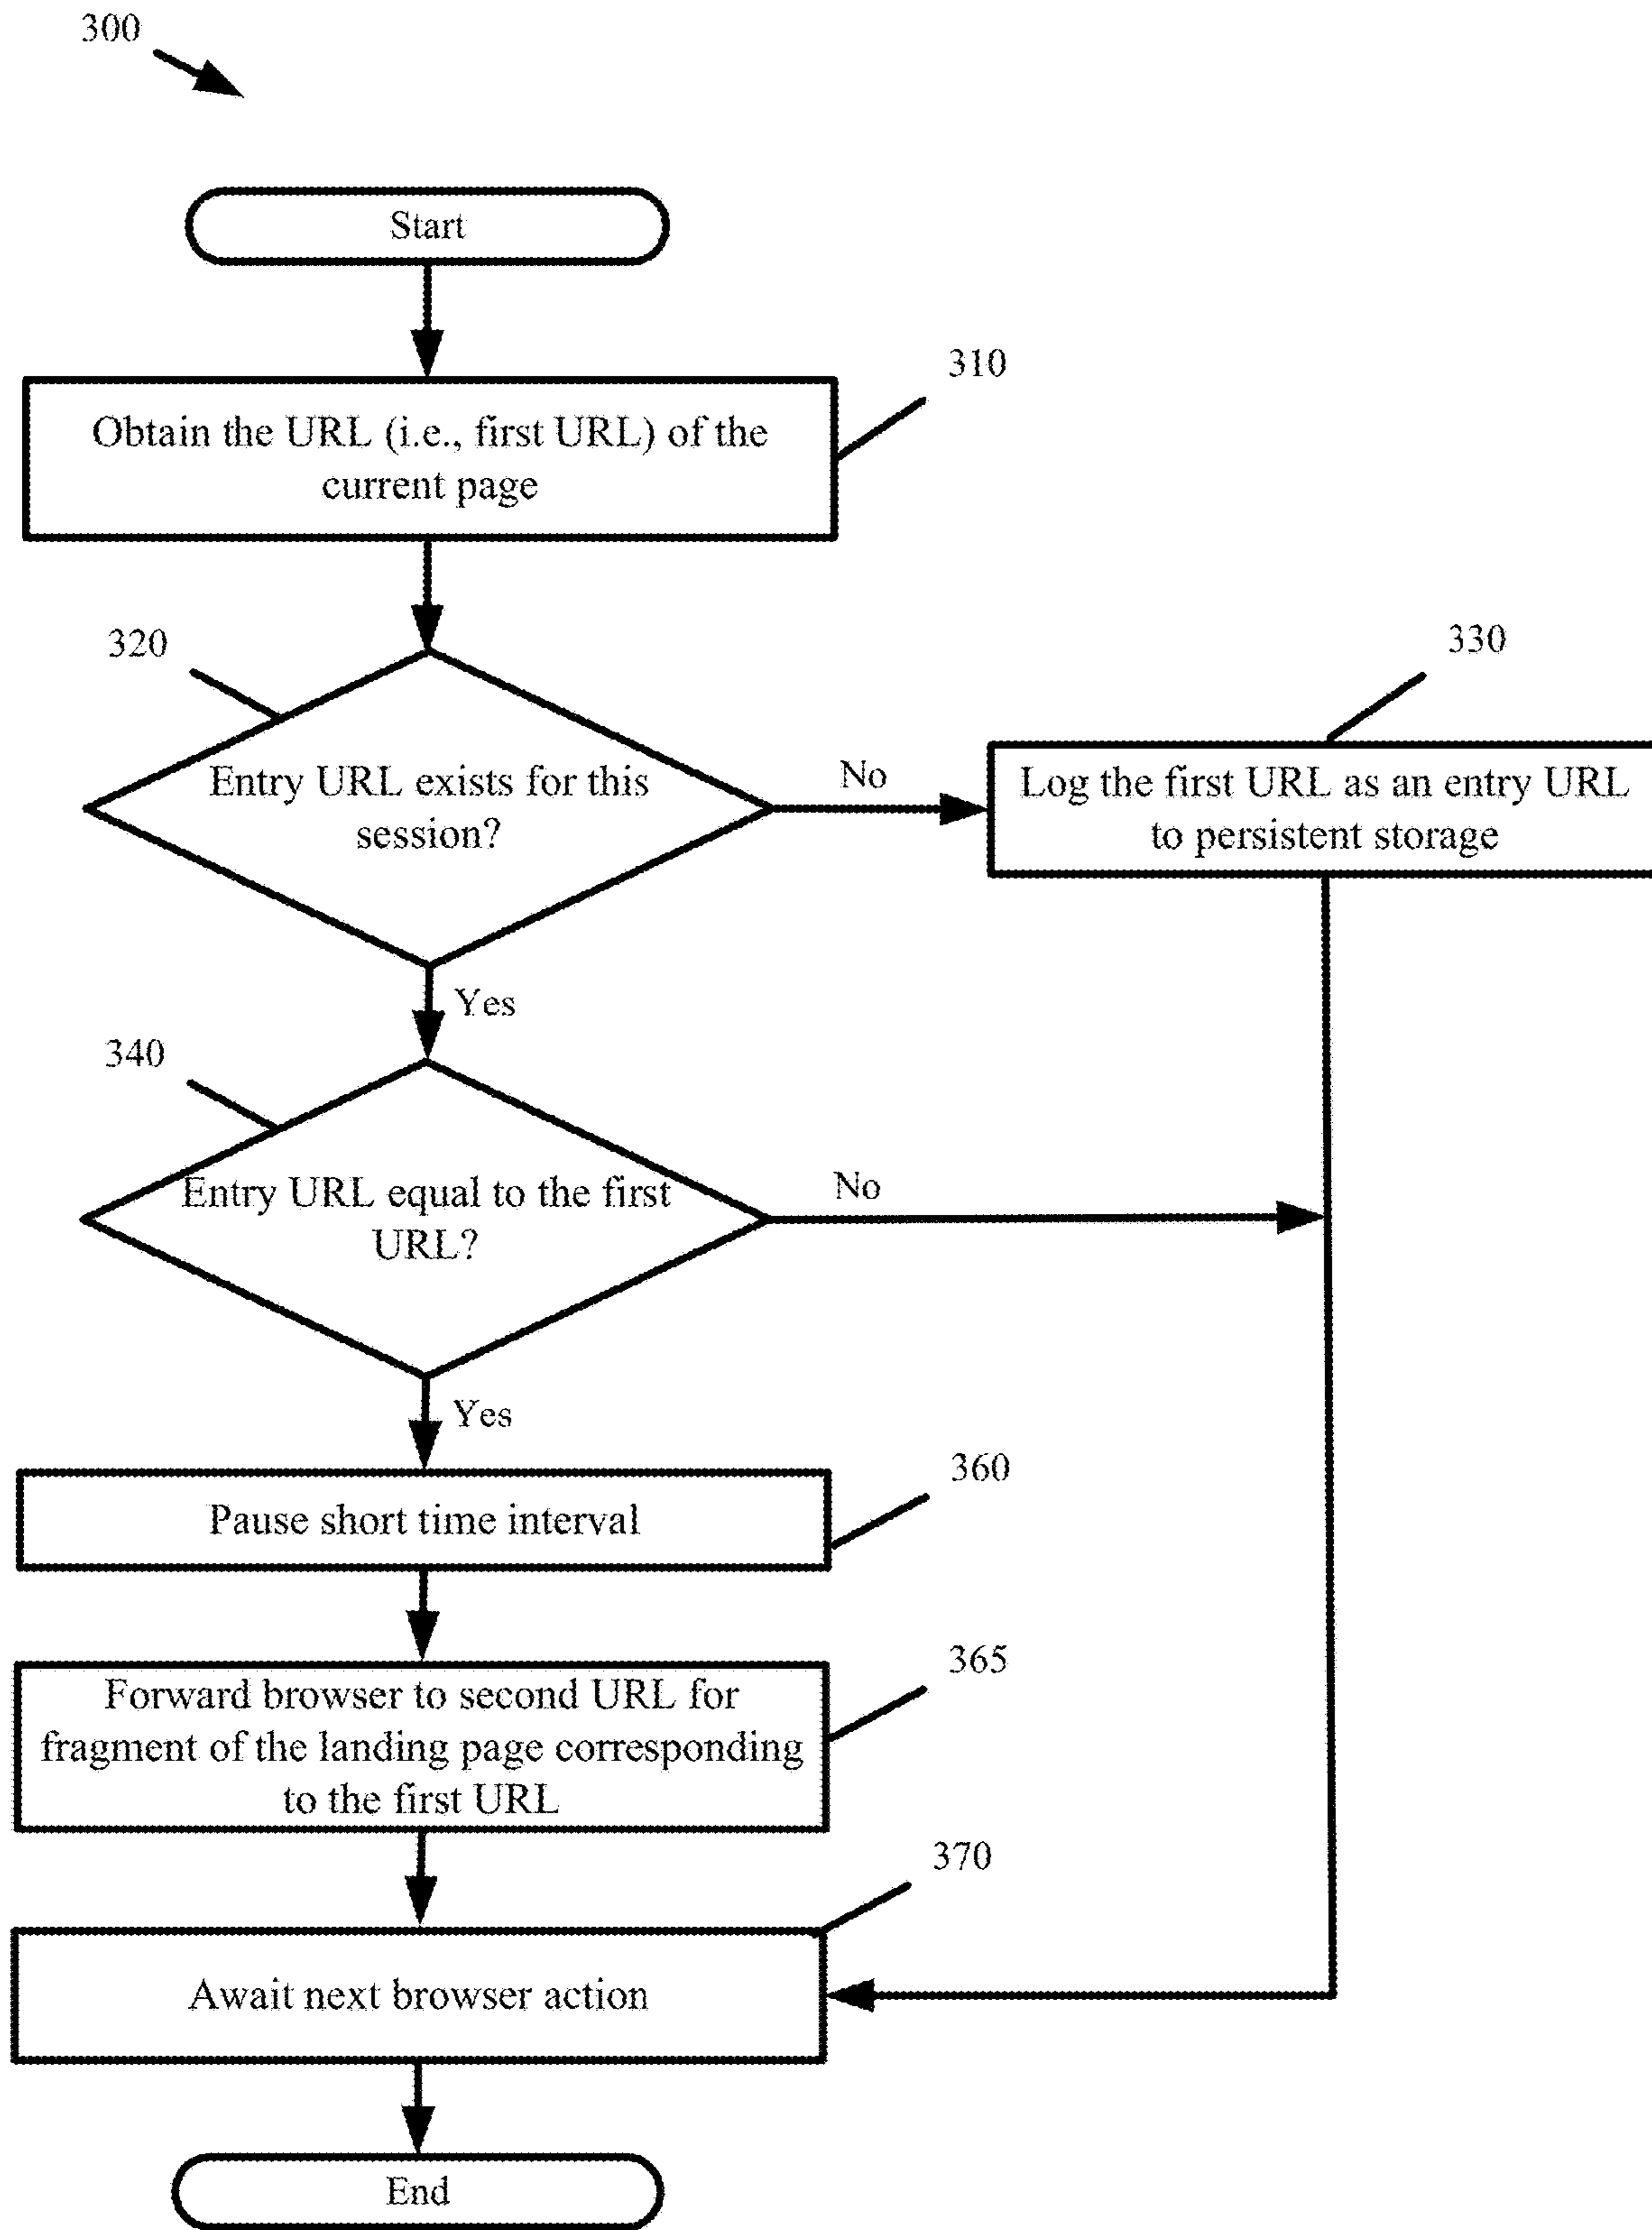 300
Start
310
Obtain the URL (i.e., first URL) of the
current page
320
Entry URL exists for this
session?
No
330
Log the first URL as an entry URL
to persistent storage
Yes
340
Entry URL equal to the first
URL?
No
Yes
360
Pause short time interval
365
Forward browser to second URL for
fragment of the landing page corresponding
to the first URL
370
Await next browser action
End